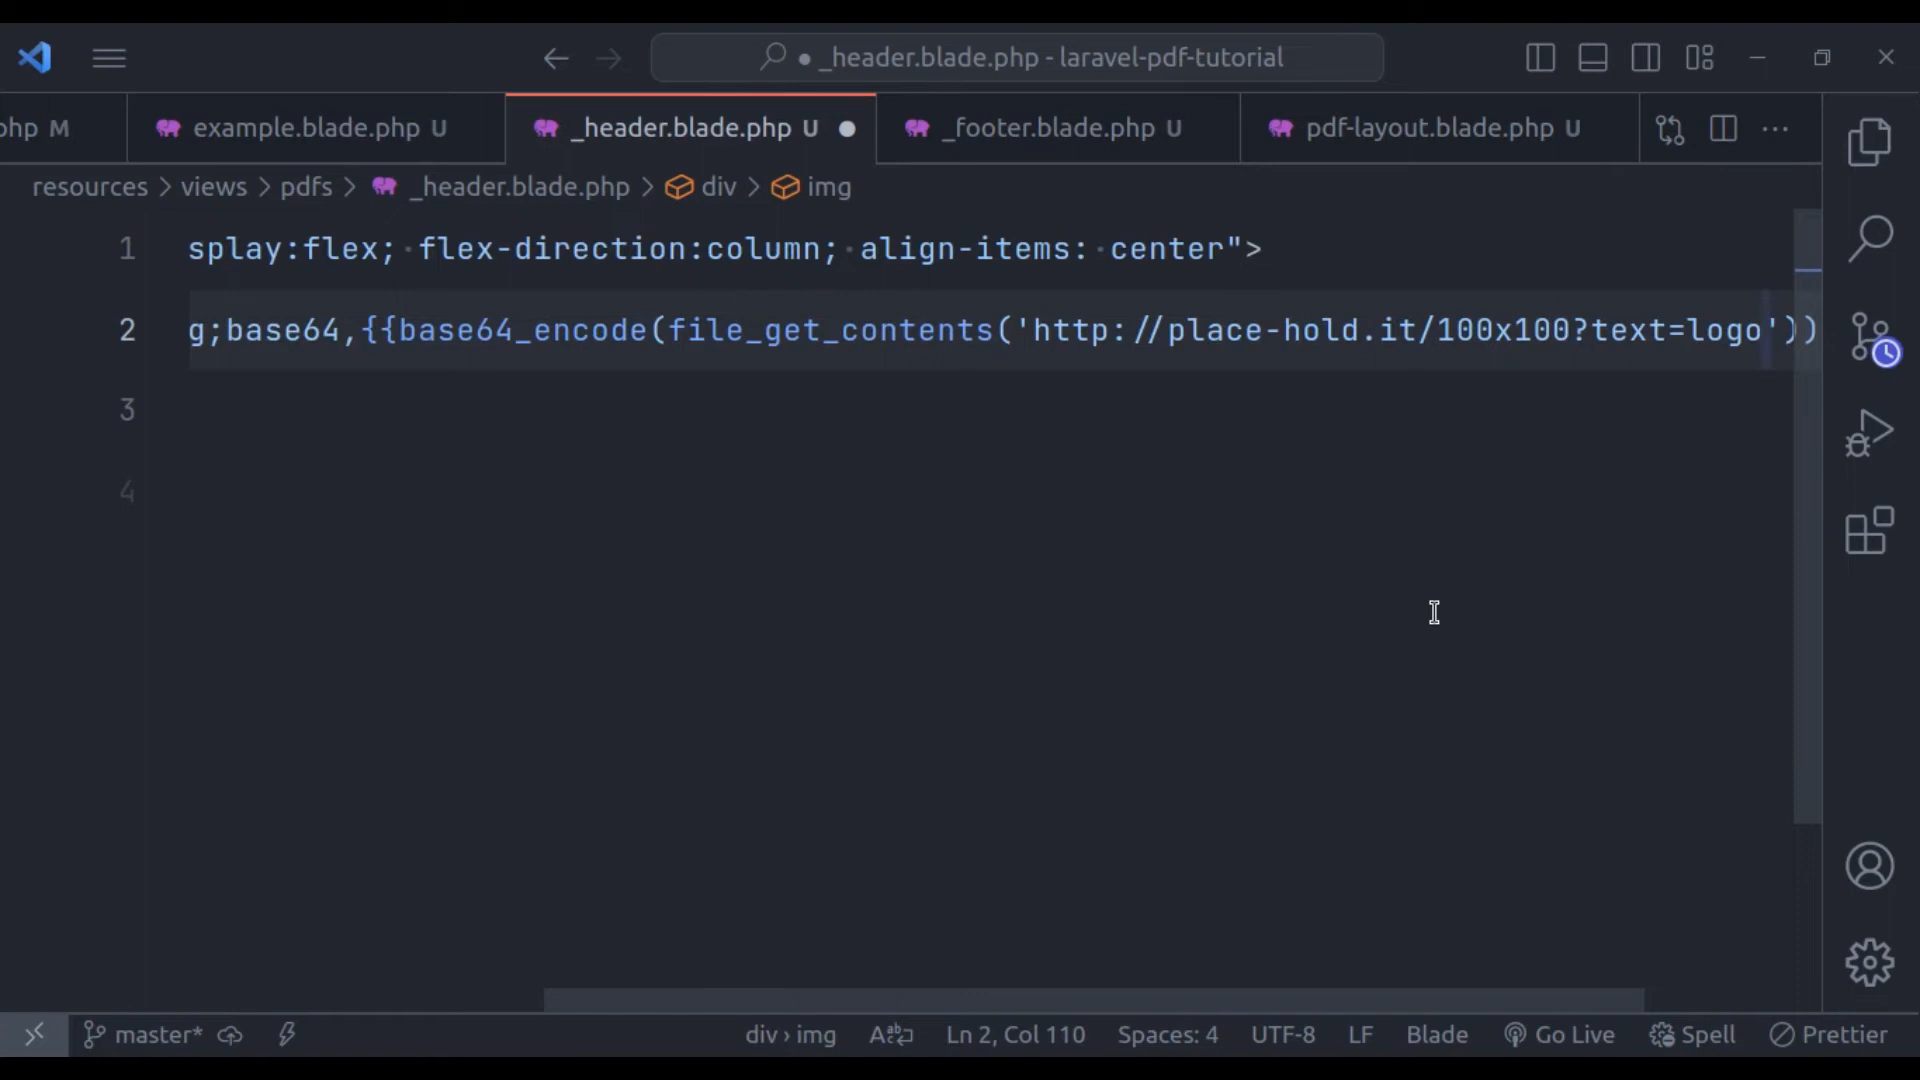 _header.blade.php - laravel-pdf-tutorial
php M
example.blade.php U
_header.blade.php U
_footer.blade.php U
pdf-layout.blade.php U
resources > views > pdfs > _header.blade.php > div > img
1 splay:flex; flex-direction:column; align-items: center">
2 g;base64,{{base64_encode(file_get_contents('http://place-hold.it/100x100?text=logo'))
3
4
master* div › img Ln 2, Col 110 Spaces: 4 UTF-8 LF Blade Go Live Spell Prettier